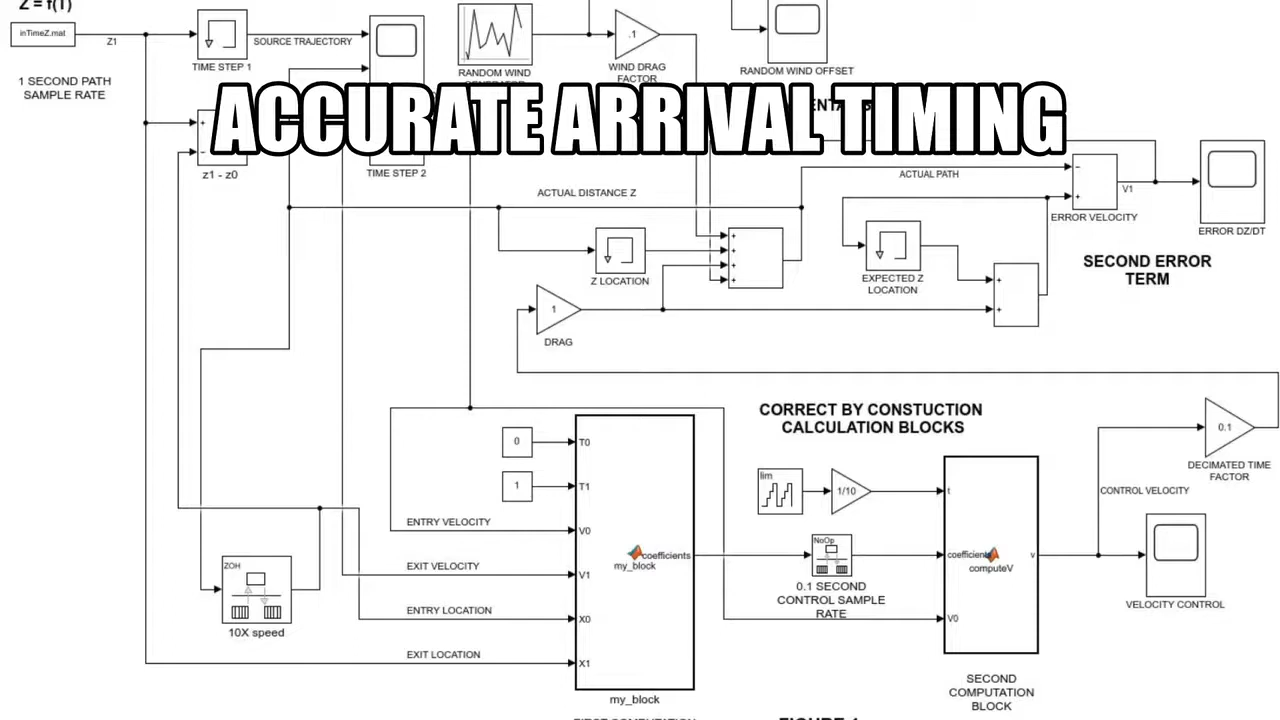 Z = f(T)
inTimeZ.mat
Z1
1 SECOND PATH
SAMPLE RATE
TIME STEP 1
SOURCE TRAJECTORY
RANDOM WIND
.1
WIND DRAG
FACTOR
RANDOM WIND OFFSET
ACCURATE ARRIVAL TIMING
+
−
z1 - z0
TIME STEP 2
ACTUAL DISTANCE Z
ACTUAL PATH
−
+
V1
ERROR VELOCITY
ERROR DZ/DT
Z LOCATION
+
+
+
+
EXPECTED Z
LOCATION
SECOND ERROR
TERM
+
+
1
DRAG
CORRECT BY CONSTUCTION
CALCULATION BLOCKS
0.1
DECIMATED TIME
FACTOR
0
T0
1
T1
ENTRY VELOCITY
V0
EXIT VELOCITY
V1
ENTRY LOCATION
X0
EXIT LOCATION
X1
coefficients
my_block
my_block
lim
1/10
t
NoOp
0.1 SECOND
CONTROL SAMPLE
RATE
coefficients
computeV
v
V0
CONTROL VELOCITY
VELOCITY CONTROL
ZOH
10X speed
SECOND
COMPUTATION
BLOCK
FIRST COMPUTATION
FIGURE 1